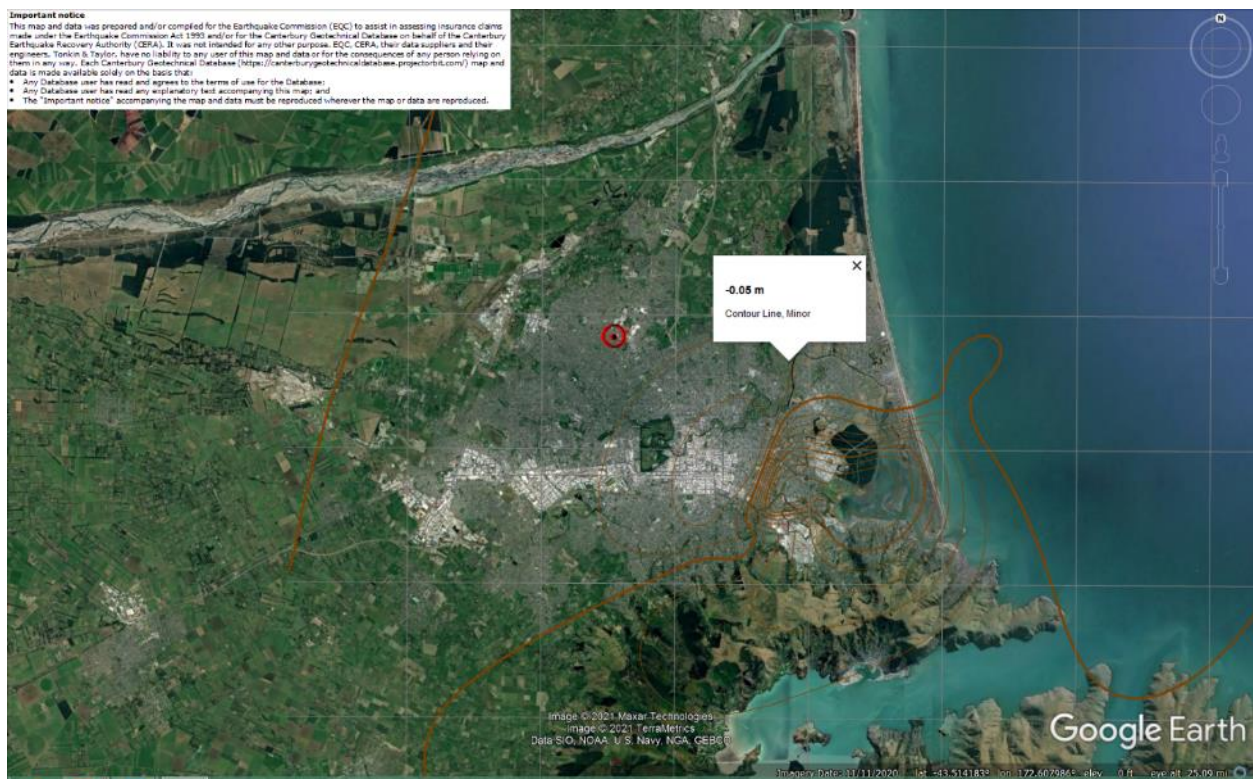 Important notice
This map and data was prepared and/or compiled for the Earthquake Commission (EQC) to assist in assessing insurance claims
made under the Earthquake Commission Act 1993 and/or for the Canterbury Geotechnical Database on behalf of the Canterbury
Earthquake Recovery Authority (CERA). It was not intended for any other purpose. EQC, CERA, their data suppliers and their
engineers, Tonkin & Taylor, have no liability to any user of this map and data or for the consequences of any person relying on
them in any way. Each Canterbury Geotechnical Database (https://canterburygeotechnicaldatabase.projectorbit.com/) map and
data is made available solely on the basis that:
• Any Database user has read and agrees to the terms of use for the Database;
• Any Database user has read any explanatory text accompanying this map; and
• The "Important notice" accompanying the map and data must be reproduced wherever the map or data are reproduced.
N
-0.05 m
Contour Line, Minor
Image © 2021 Maxar Technologies
Image © 2021 TerraMetrics
Data SIO, NOAA, U.S. Navy, NGA, GEBCO
Google Earth
Imagery Date: 11/11/2020 lat -43.514183° lon 172.607986° elev 0 ft eye alt 25.09 mi